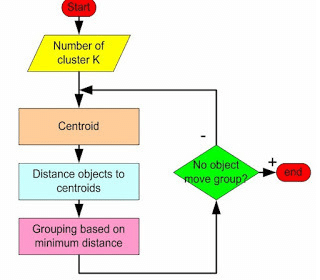 Start
Number of
cluster K
Centroid
Distance objects to
centroids
Grouping based on
minimum distance
-
No object
move group?
+
end